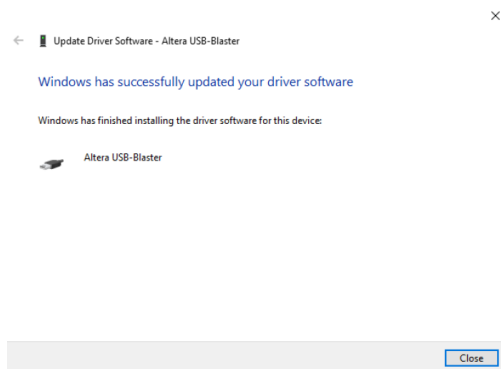 Update Driver Software - Altera USB-Blaster
Windows has successfully updated your driver software
Windows has finished installing the driver software for this device:
Altera USB-Blaster
Close